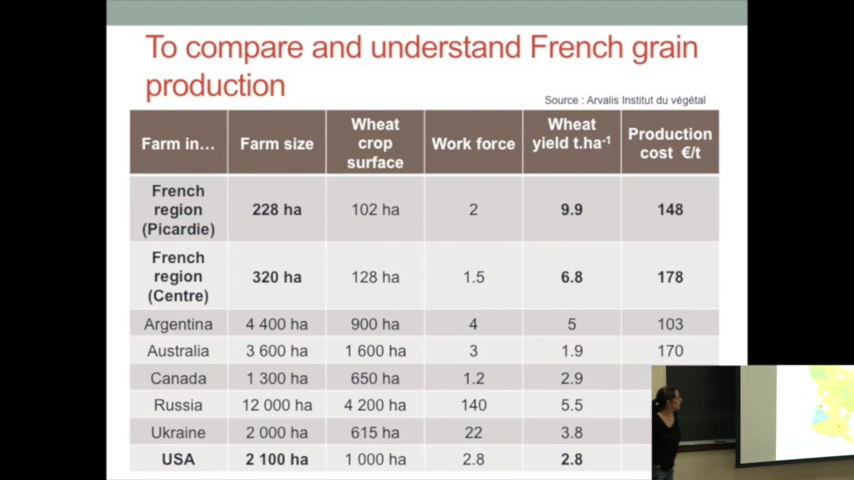 To compare and understand French grain
production
Source : Arvalis Institut du végétal
Farm in... Farm size Wheat crop surface Work force Wheat yield t.ha-1 Production cost €/t
French region (Picardie) 228 ha 102 ha 2 9.9 148
French region (Centre) 320 ha 128 ha 1.5 6.8 178
Argentina 4 400 ha 900 ha 4 5 103
Australia 3 600 ha 1 600 ha 3 1.9 170
Canada 1 300 ha 650 ha 1.2 2.9
Russia 12 000 ha 4 200 ha 140 5.5
Ukraine 2 000 ha 615 ha 22 3.8
USA 2 100 ha 1 000 ha 2.8 2.8